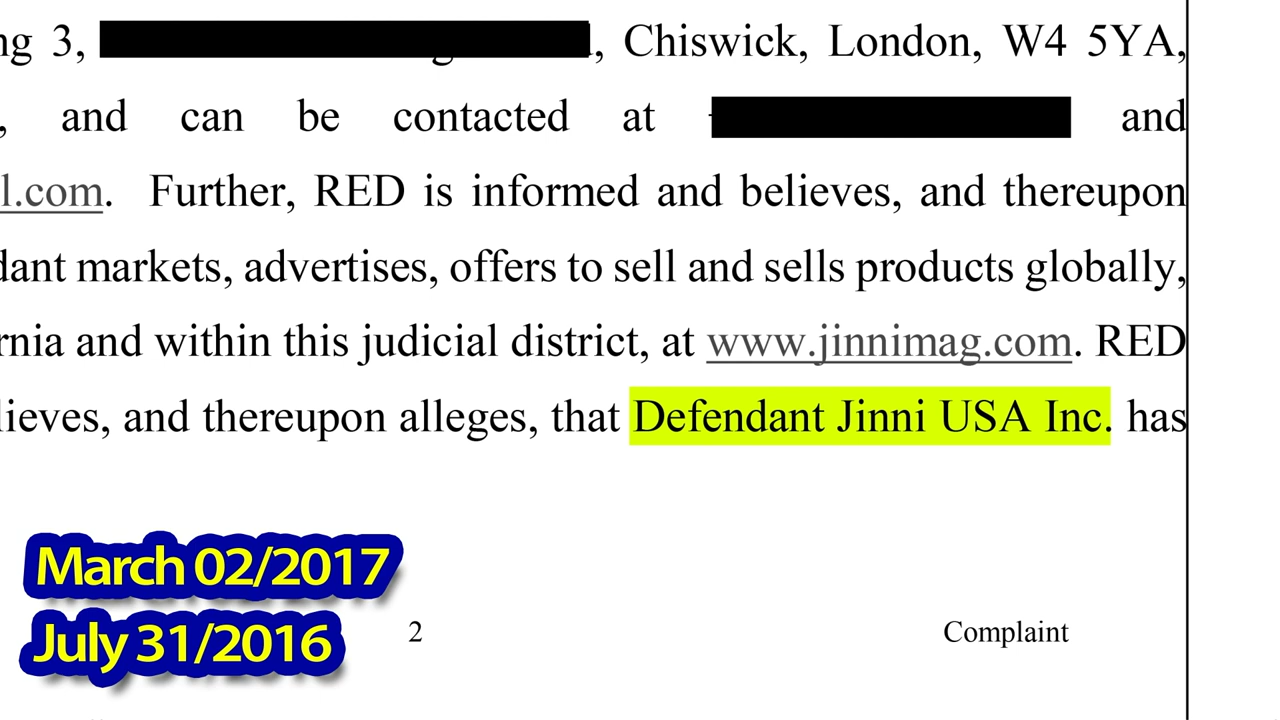 ng 3, , Chiswick, London, W4 5YA,
, and can be contacted at and
l.com. Further, RED is informed and believes, and thereupon
dant markets, advertises, offers to sell and sells products globally,
rnia and within this judicial district, at www.jinnimag.com. RED
lieves, and thereupon alleges, that Defendant Jinni USA Inc. has
March 02/2017
July 31/2016
2 Complaint